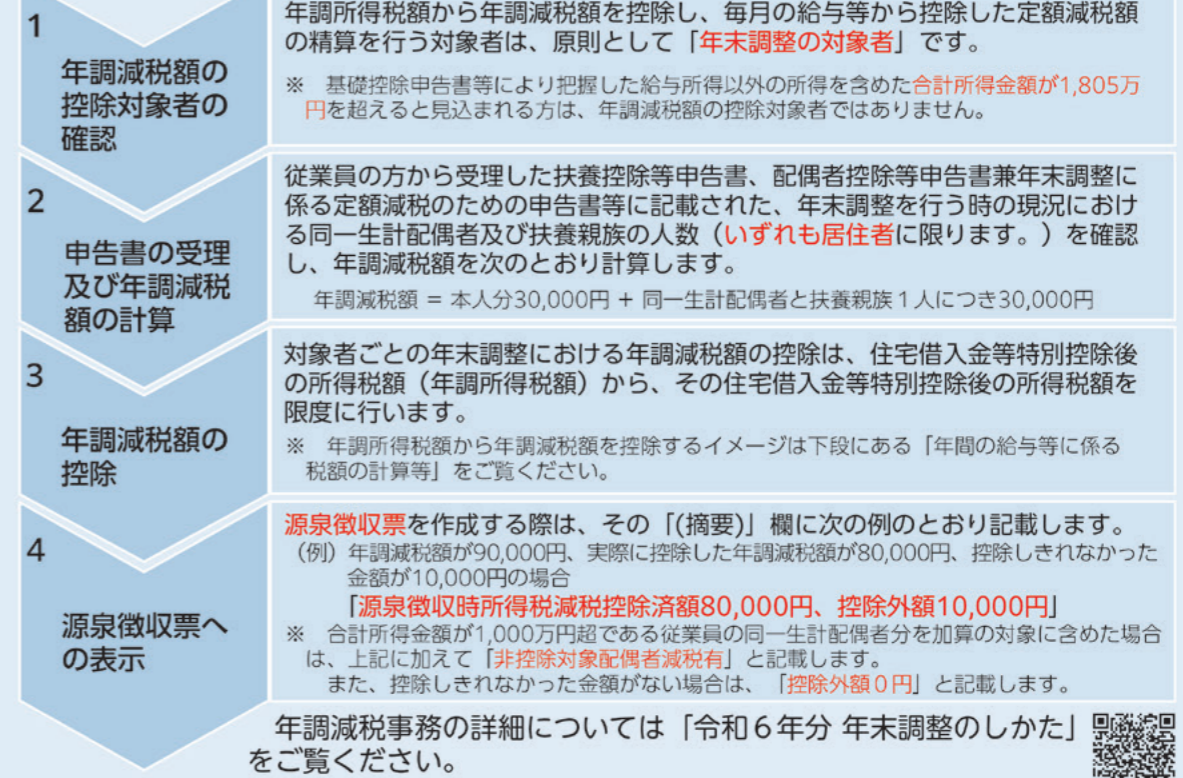 1
年調減税額の
控除対象者の
確認
年調所得税額から年調減税額を控除し、毎月の給与等から控除した定額減税額
の精算を行う対象者は、原則として「年末調整の対象者」です。
※ 基礎控除申告書等により把握した給与所得以外の所得を含めた合計所得金額が1,805万
円を超えると見込まれる方は、年調減税額の控除対象者ではありません。
2
申告書の受理
及び年調減税
額の計算
従業員の方から受理した扶養控除等申告書、配偶者控除等申告書兼年末調整に
係る定額減税のための申告書等に記載された、年末調整を行う時の現況におけ
る同一生計配偶者及び扶養親族の人数（いずれも居住者に限ります。）を確認
し、年調減税額を次のとおり計算します。
年調減税額 = 本人分30,000円 + 同一生計配偶者と扶養親族１人につき30,000円
3
年調減税額の
控除
対象者ごとの年末調整における年調減税額の控除は、住宅借入金等特別控除後
の所得税額（年調所得税額）から、その住宅借入金等特別控除後の所得税額を
限度に行います。
※ 年調所得税額から年調減税額を控除するイメージは下段にある「年間の給与等に係る
税額の計算等」をご覧ください。
4
源泉徴収票へ
の表示
源泉徴収票を作成する際は、その「(摘要)」欄に次の例のとおり記載します。
（例）年調減税額が90,000円、実際に控除した年調減税額が80,000円、控除しきれなかった
金額が10,000円の場合
「源泉徴収時所得税減税控除済額80,000円、控除外額10,000円」
※ 合計所得金額が1,000万円超である従業員の同一生計配偶者分を加算の対象に含めた場合
は、上記に加えて「非控除対象配偶者減税有」と記載します。
また、控除しきれなかった金額がない場合は、「控除外額０円」と記載します。
年調減税事務の詳細については「令和６年分 年末調整のしかた」
をご覧ください。